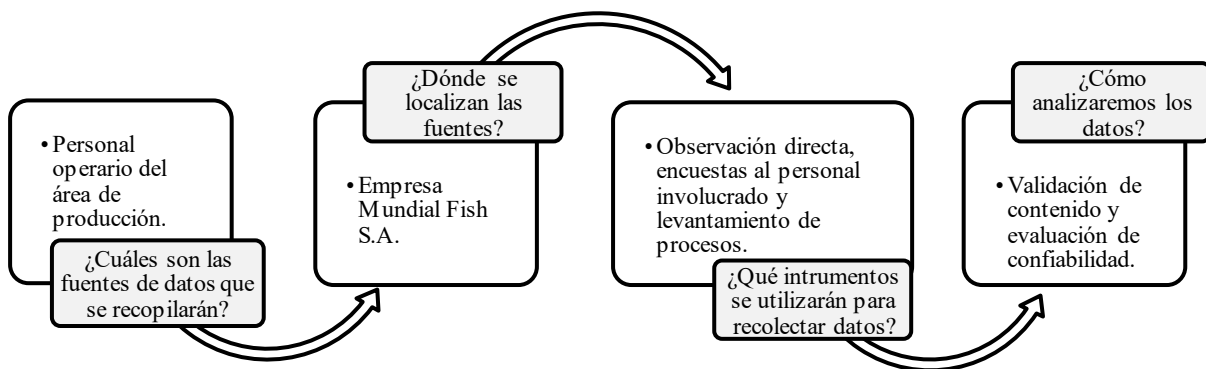 • Personal
operario del
área de
producción.
¿Cuáles son las
fuentes de datos que
se recopilarán?
¿Dónde se
localizan las
fuentes?
• Empresa
Mundial Fish
S.A.
• Observación directa,
encuestas al personal
involucrado y
levantamiento de
procesos.
¿Qué intrumentos
se utilizarán para
recolectar datos?
¿Cómo
analizaremos los
datos?
• Validación de
contenido y
evaluación de
confiabilidad.